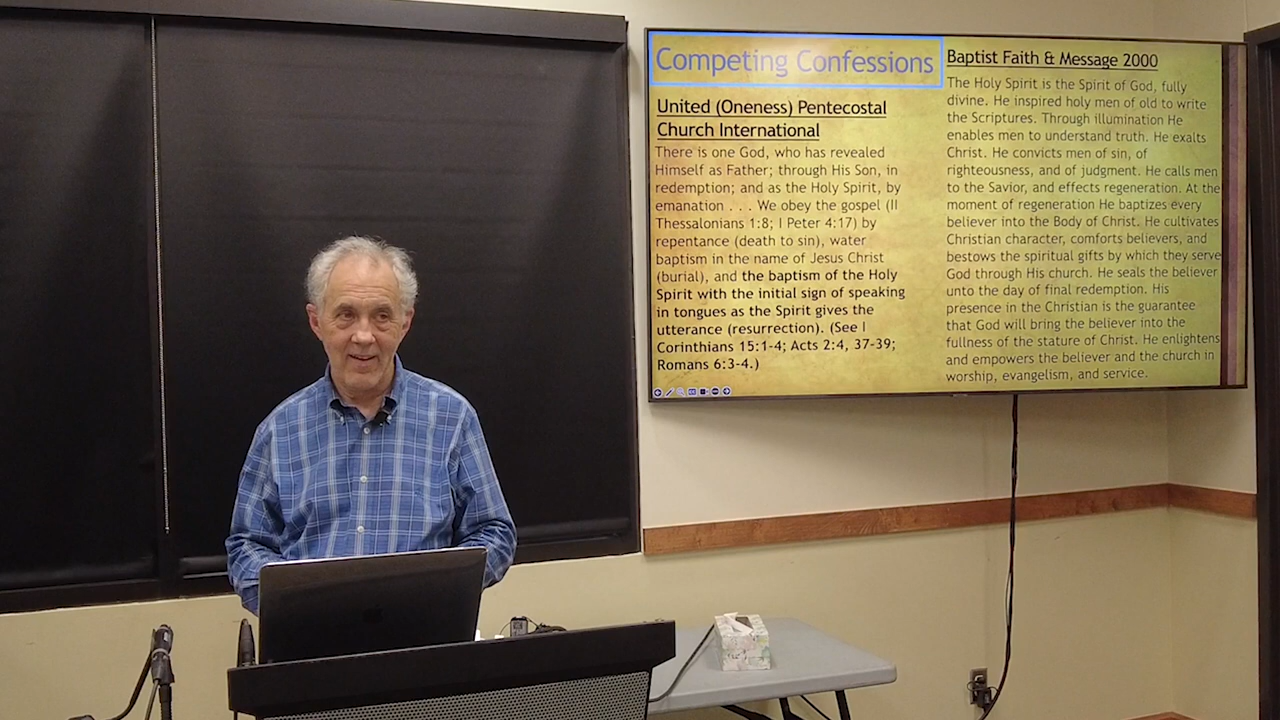 Competing Confessions
United (Oneness) Pentecostal
Church International
There is one God, who has revealed
Himself as Father; through His Son, in
redemption; and as the Holy Spirit, by
emanation . . . We obey the gospel (II
Thessalonians 1:8; I Peter 4:17) by
repentance (death to sin), water
baptism in the name of Jesus Christ
(burial), and the baptism of the Holy
Spirit with the initial sign of speaking
in tongues as the Spirit gives the
utterance (resurrection). (See I
Corinthians 15:1-4; Acts 2:4, 37-39;
Romans 6:3-4.)
Baptist Faith & Message 2000
The Holy Spirit is the Spirit of God, fully
divine. He inspired holy men of old to write
the Scriptures. Through illumination He
enables men to understand truth. He exalts
Christ. He convicts men of sin, of
righteousness, and of judgment. He calls men
to the Savior, and effects regeneration. At the
moment of regeneration He baptizes every
believer into the Body of Christ. He cultivates
Christian character, comforts believers, and
bestows the spiritual gifts by which they serve
God through His church. He seals the believer
unto the day of final redemption. His
presence in the Christian is the guarantee
that God will bring the believer into the
fullness of the stature of Christ. He enlightens
and empowers the believer and the church in
worship, evangelism, and service.